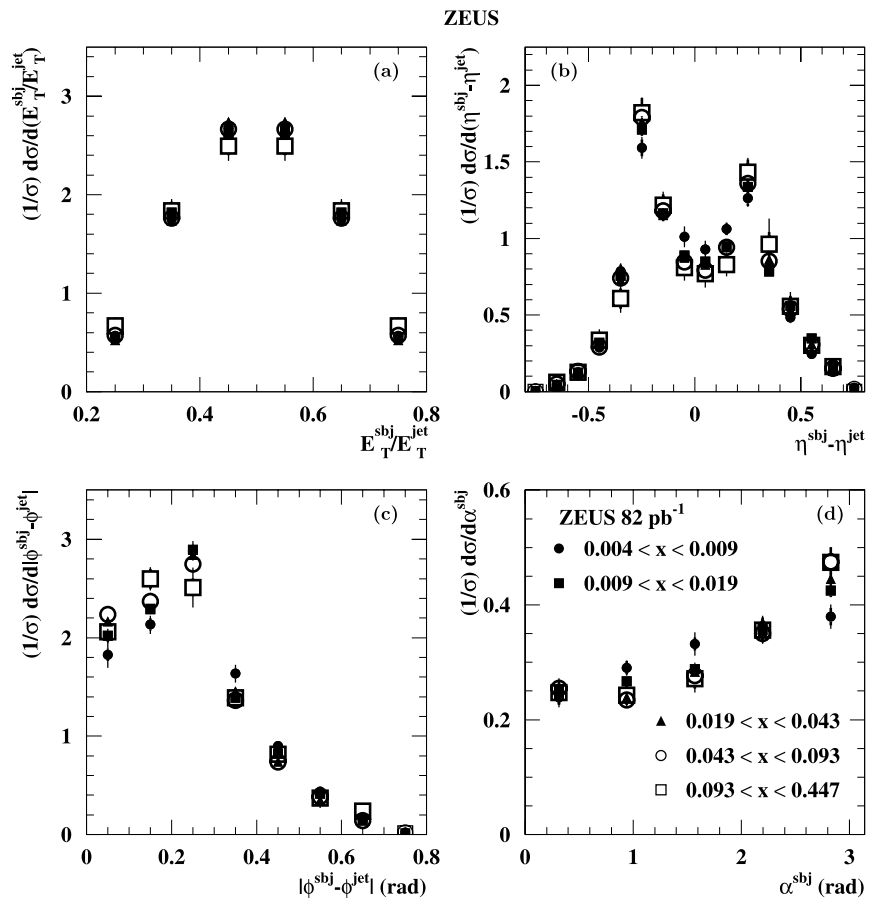 ZEUS
(a)
(1/σ) dσ/d(E_T^sbj/E_T^jet)
3
2
1
0
0.2 0.4 0.6 0.8
E_T^sbj/E_T^jet
(b)
(1/σ) dσ/d(η^sbj-η^jet)
2
1.5
1
0.5
0
-0.5 0 0.5
η^sbj-η^jet
(c)
(1/σ) dσ/d|ϕ^sbj-ϕ^jet|
3
2
1
0
0 0.2 0.4 0.6 0.8
|ϕ^sbj-ϕ^jet| (rad)
(d)
(1/σ) dσ/dα^sbj
0.6
0.4
0.2
0
ZEUS 82 pb^-1
0.004 < x < 0.009
0.009 < x < 0.019
0.019 < x < 0.043
0.043 < x < 0.093
0.093 < x < 0.447
0 1 2 3
α^sbj (rad)